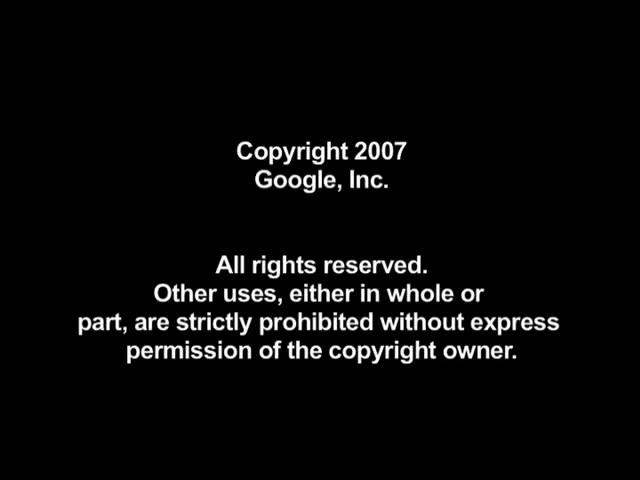 Copyright 2007
Google, Inc.
All rights reserved.
Other uses, either in whole or
part, are strictly prohibited without express
permission of the copyright owner.